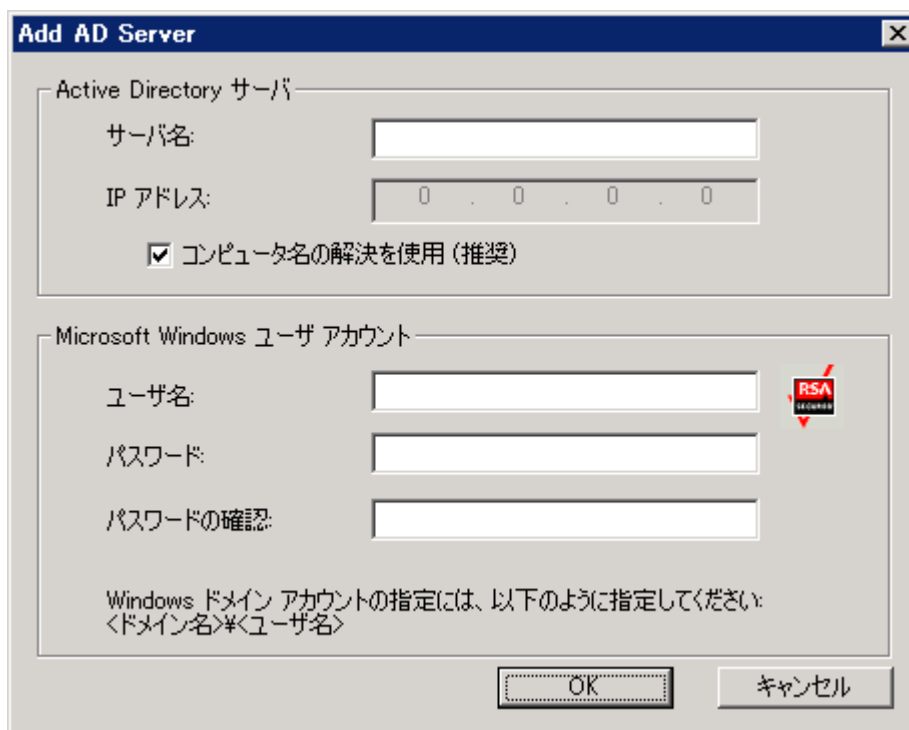 Add AD Server
Active Directory サーバ
サーバ名:
IP アドレス:
0 . 0 . 0 . 0
コンピュータ名の解決を使用 (推奨)
Microsoft Windows ユーザ アカウント
ユーザ名:
RSA
SECURED
パスワード:
パスワードの確認:
Windows ドメイン アカウントの指定には、以下のように指定してください:
<ドメイン名>¥<ユーザ名>
OK
キャンセル